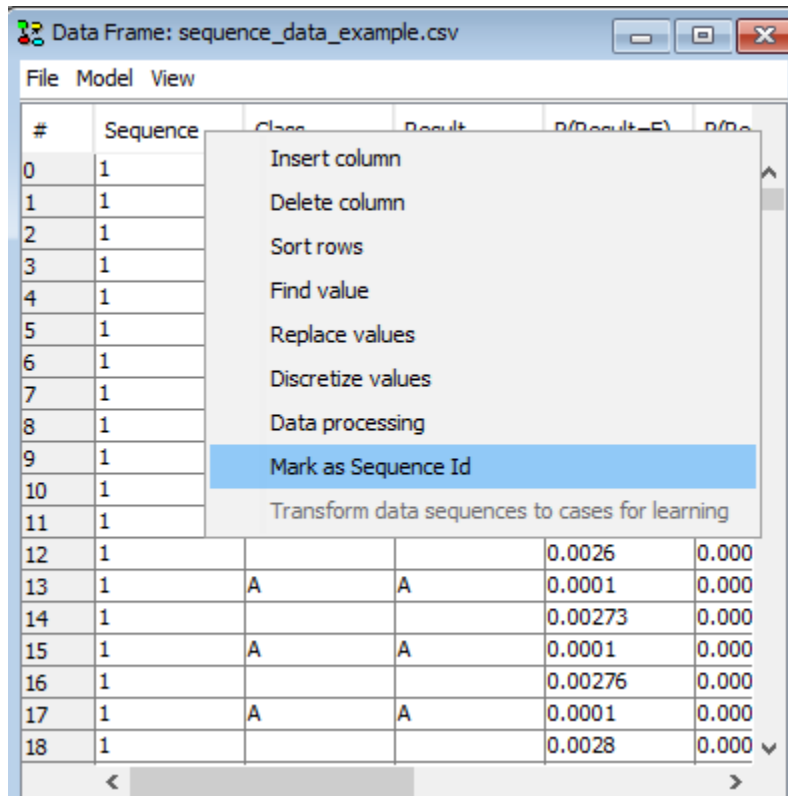 Data Frame: sequence_data_example.csv
File Model View
# Sequence Class Result P(Result=F)
0 1
1 1
2 1
3 1
4 1
5 1
6 1
7 1
8 1
9 1
10 1
11 1
Insert column
Delete column
Sort rows
Find value
Replace values
Discretize values
Data processing
Mark as Sequence Id
Transform data sequences to cases for learning
12 1 0.0026 0.000
13 1 A A 0.0001 0.000
14 1 0.00273 0.000
15 1 A A 0.0001 0.000
16 1 0.00276 0.000
17 1 A A 0.0001 0.000
18 1 0.0028 0.000